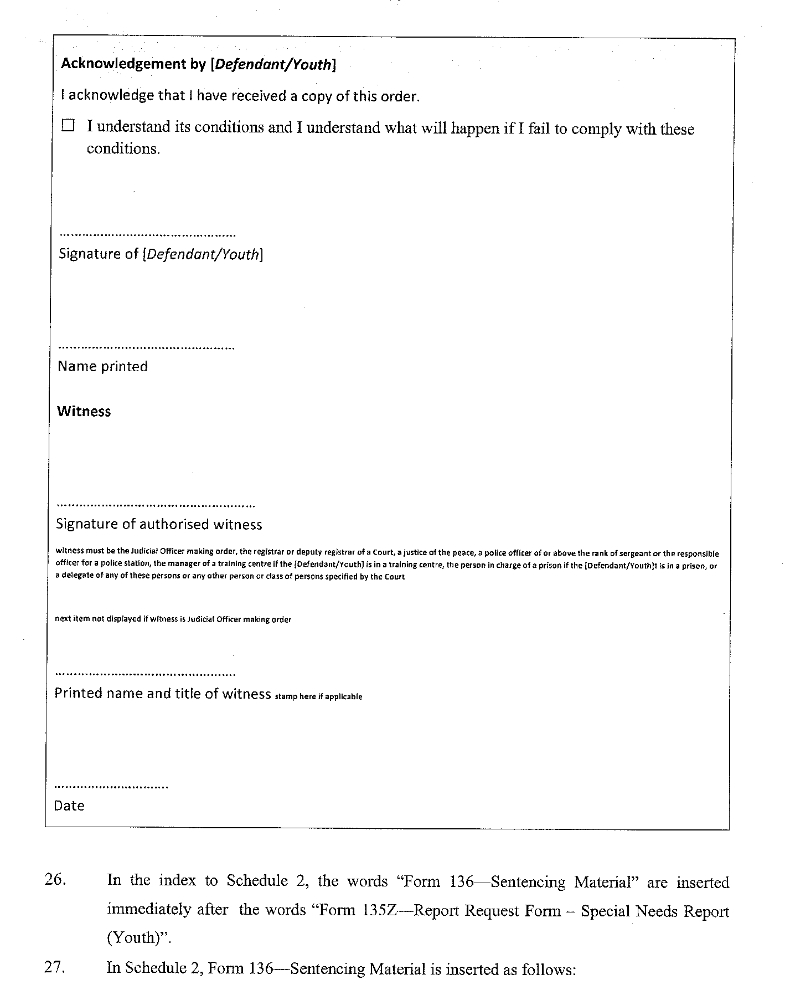 Acknowledgement by [Defendant/Youth]
I acknowledge that I have received a copy of this order.
☐ I understand its conditions and I understand what will happen if I fail to comply with these
conditions.
................................................
Signature of [Defendant/Youth]
................................................
Name printed
Witness
......................................................
Signature of authorised witness
witness must be the Judicial Officer making order, the registrar or deputy registrar of a Court, a justice of the peace, a police officer of or above the rank of sergeant or the responsible
officer for a police station, the manager of a training centre if the [Defendant/Youth] is in a training centre, the person in charge of a prison if the [Defendant/Youth]t is in a prison, or
a delegate of any of these persons or any other person or class of persons specified by the Court
next item not displayed if witness is Judicial Officer making order
.................................................
Printed name and title of witness stamp here if applicable
...............................
Date
26. In the index to Schedule 2, the words “Form 136—Sentencing Material” are inserted
immediately after the words “Form 135Z—Report Request Form – Special Needs Report
(Youth)”.
27. In Schedule 2, Form 136—Sentencing Material is inserted as follows: